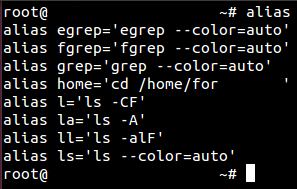 root@ ~# alias
alias egrep='egrep --color=auto'
alias fgrep='fgrep --color=auto'
alias grep='grep --color=auto'
alias home='cd /home/for '
alias l='ls -CF'
alias la='ls -A'
alias ll='ls -alF'
alias ls='ls --color=auto'
root@ ~#